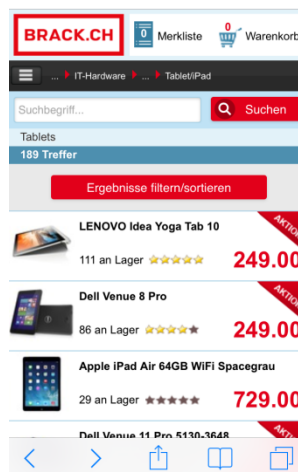 BRACK.CH 0 Merkliste 0 Warenkorb
... IT-Hardware ... Tablet/iPad
Suchbegriff... Suchen
Tablets
189 Treffer
Ergebnisse filtern/sortieren
AKTION
LENOVO Idea Yoga Tab 10
111 an Lager 249.00
AKTION
Dell Venue 8 Pro
86 an Lager 249.00
Apple iPad Air 64GB WiFi Spacegrau
29 an Lager 729.00
AKTION
Dell Venue 11 Pro 5130-3648